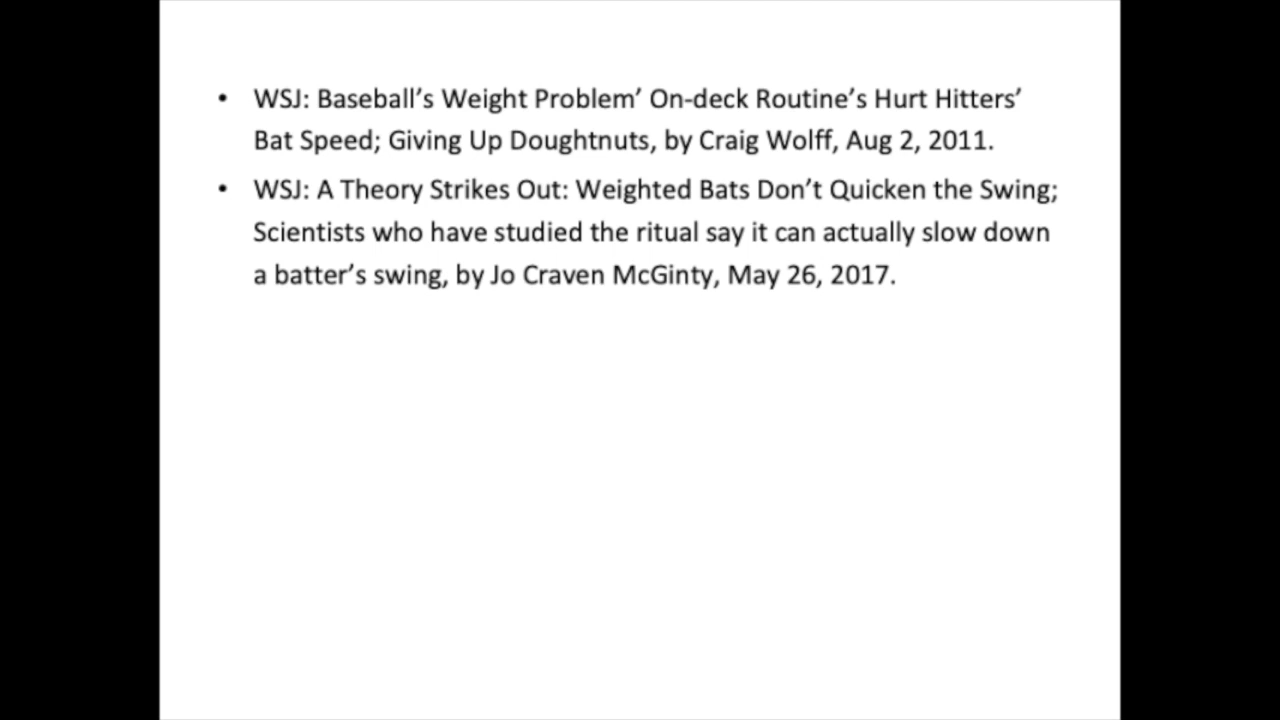 • WSJ: Baseball’s Weight Problem’ On-deck Routine’s Hurt Hitters’
Bat Speed; Giving Up Doughtnuts, by Craig Wolff, Aug 2, 2011.
• WSJ: A Theory Strikes Out: Weighted Bats Don’t Quicken the Swing;
Scientists who have studied the ritual say it can actually slow down
a batter’s swing, by Jo Craven McGinty, May 26, 2017.